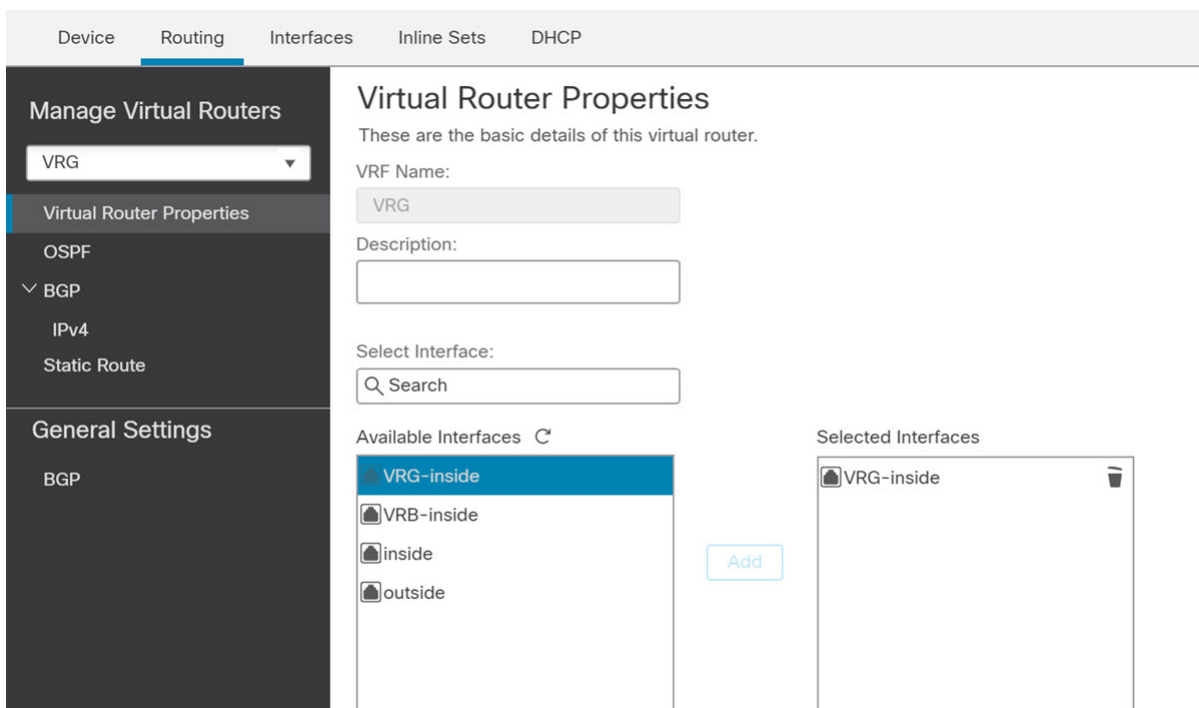 Device Routing Interfaces Inline Sets DHCP
Manage Virtual Routers
VRG
Virtual Router Properties
OSPF
BGP
IPv4
Static Route
General Settings
BGP
Virtual Router Properties
These are the basic details of this virtual router.
VRF Name:
VRG
Description:
Select Interface:
Search
Available Interfaces
VRG-inside
VRB-inside
inside
outside
Add
Selected Interfaces
VRG-inside